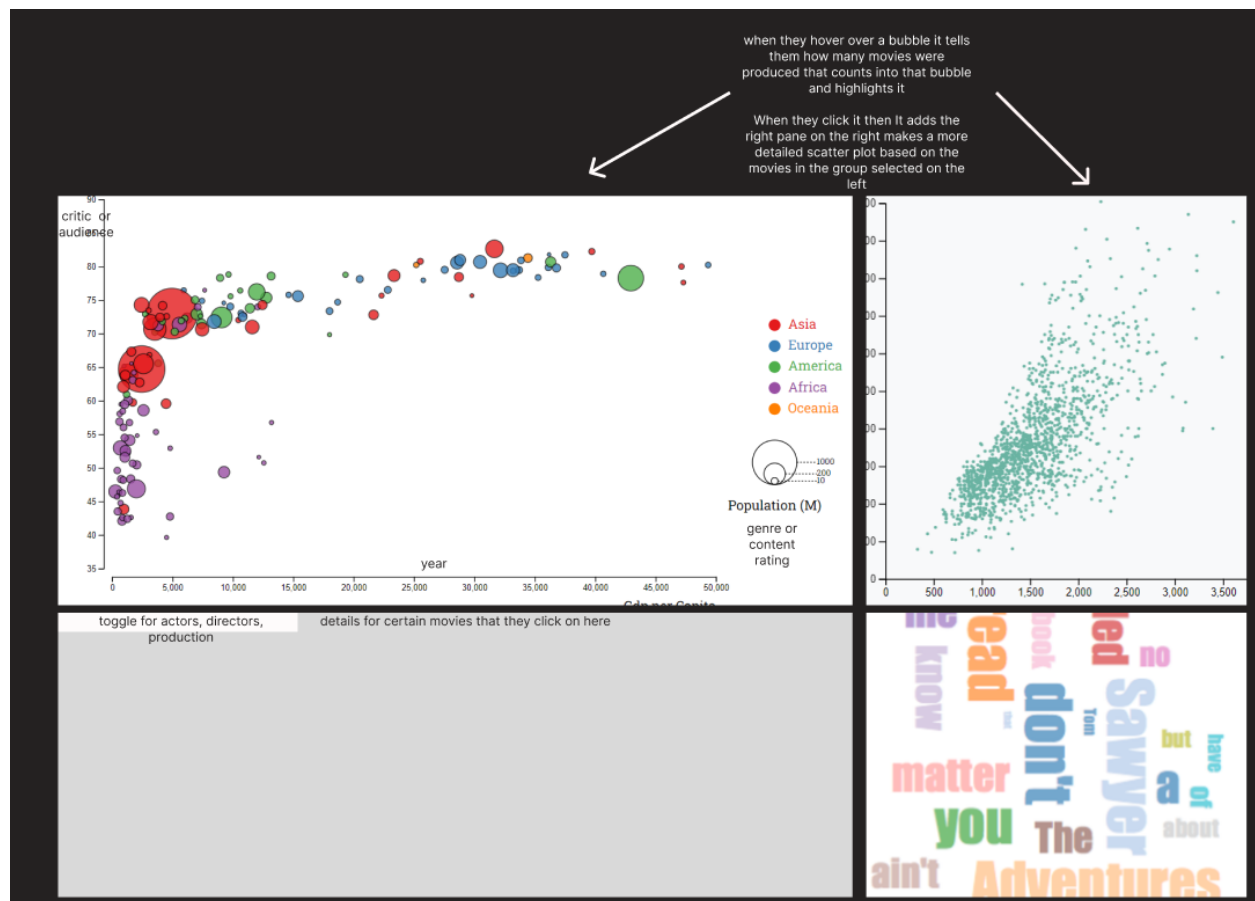 when they hover over a bubble it tells
them how many movies were
produced that counts into that bubble
and highlights it
When they click it then It adds the
right pane on the right makes a more
detailed scatter plot based on the
movies in the group selected on the
left
critic or
audience
90
80
75
70
65
60
55
50
45
40
35
0
5,000
10,000
15,000
20,000
25,000
30,000
35,000
40,000
45,000
50,000
year
Gdp per Capita
Asia
Europe
America
Africa
Oceania
1000
200
10
Population (M)
genre or
content
rating
0
500
1,000
1,500
2,000
2,500
3,000
3,500
toggle for actors, directors,
production
details for certain movies that they click on here
me
know
book
no
don't
Tom
Sawyer
but
have
matter
a
of
you
The
about
ain't
Adventures